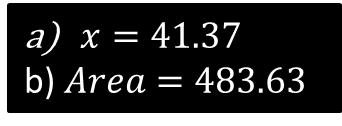 a) x = 41.37
b) Area = 483.63